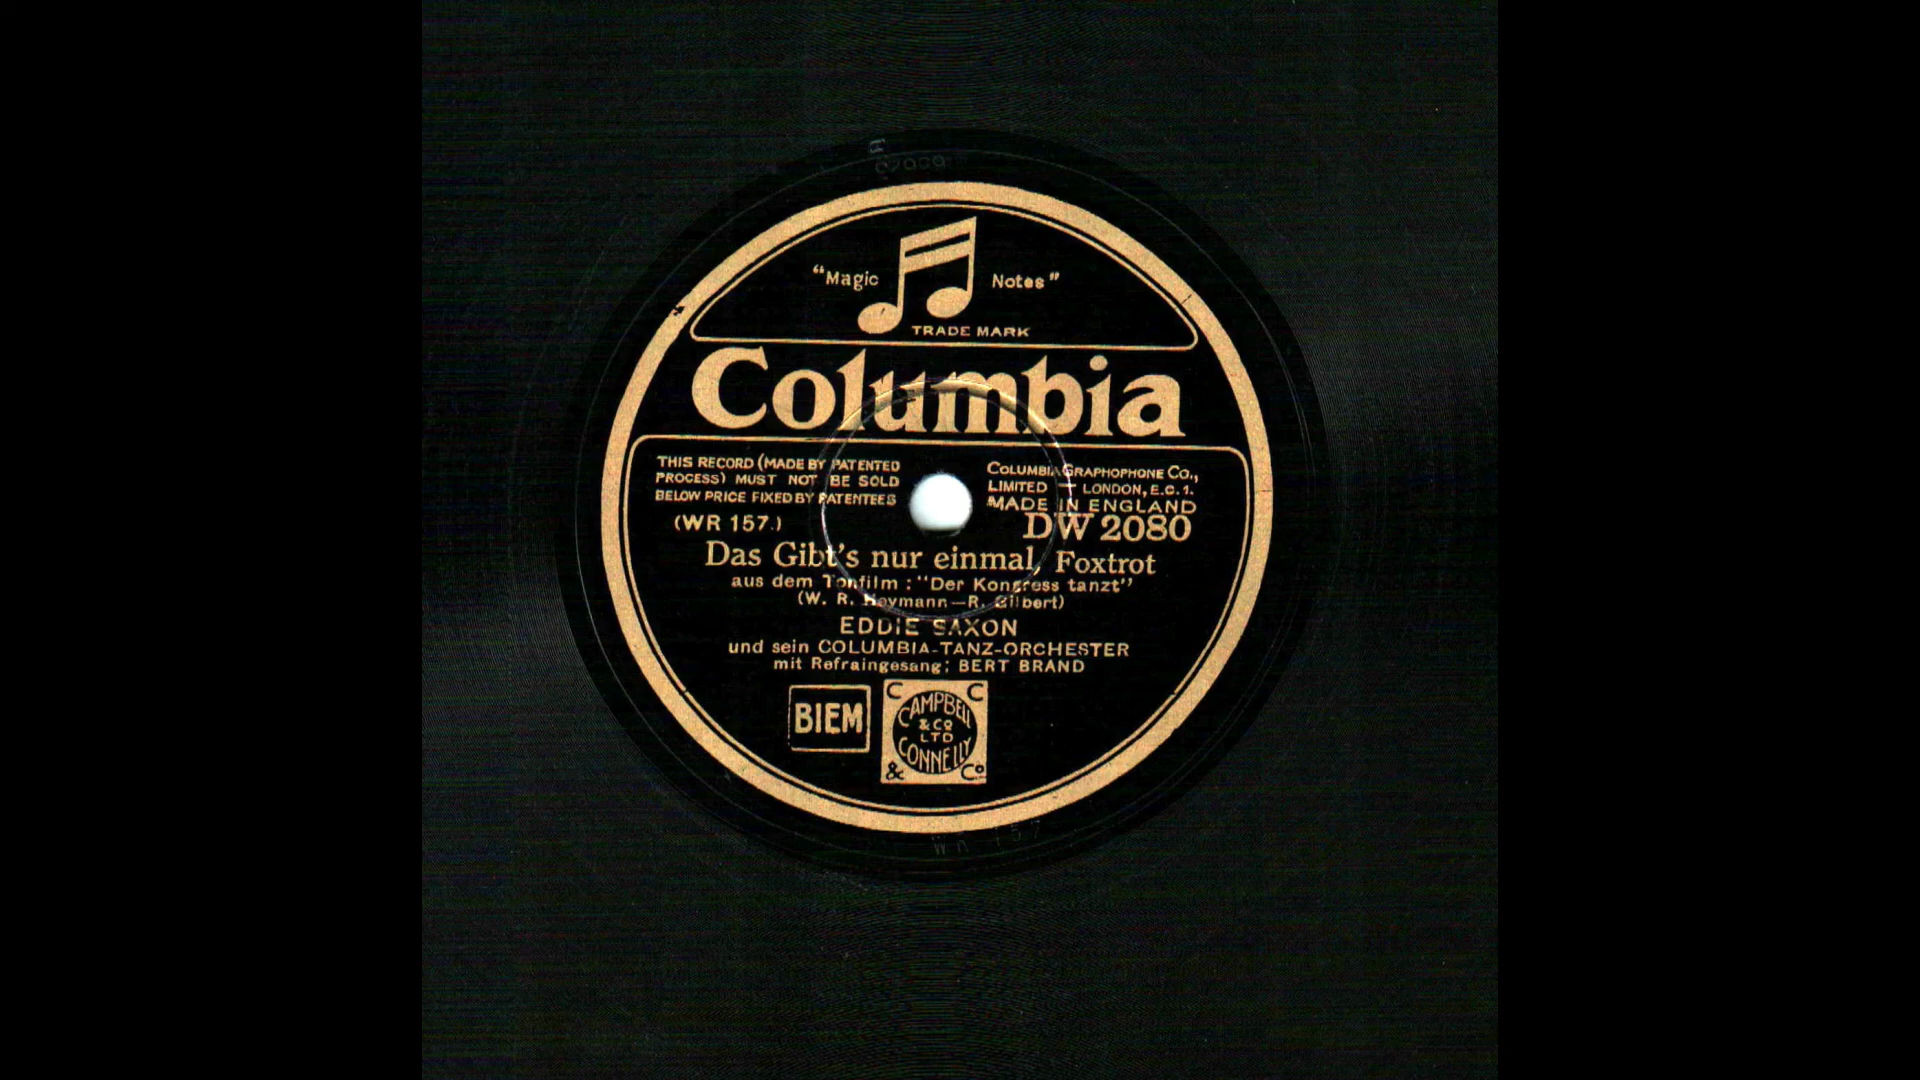 "Magic Notes"
TRADE MARK
Columbia
THIS RECORD (MADE BY PATENTED
PROCESS) MUST NOT BE SOLD
BELOW PRICE FIXED BY PATENTEES
COLUMBIA GRAPHOPHONE CO.,
LIMITED — LONDON, E.C.1.
MADE IN ENGLAND
(WR 157.)
DW 2080
Das Gibt's nur einmal, Foxtrot
aus dem Tonfilm : "Der Kongress tanzt"
(W. R. Heymann—R. Gilbert)
EDDIE SAXON
und sein COLUMBIA-TANZ-ORCHESTER
mit Refraingesang: BERT BRAND
BIEM
C C
CAMPBELL
& CO
LTD
CONNELLY
& Co
WR 157